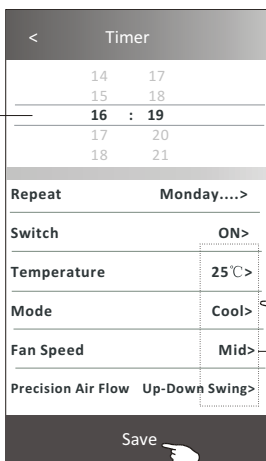 < Timer
14 17
15 18
16 : 19
17 20
18 21
Repeat Monday....>
Switch ON>
Temperature 25℃>
Mode Cool>
Fan Speed Mid>
Precision Air Flow Up-Down Swing>
Save